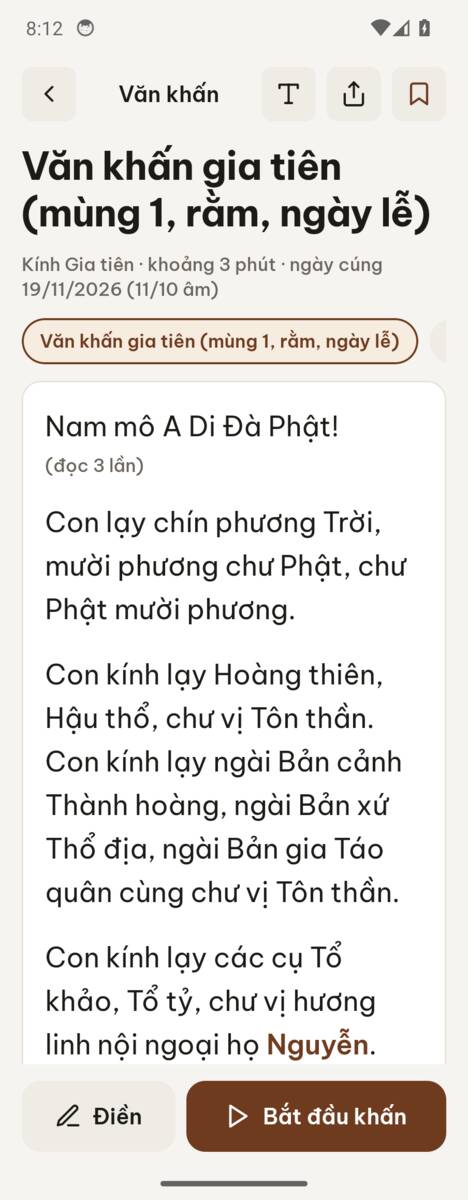 8:12
Văn khấn
Văn khấn gia tiên
(mùng 1, rằm, ngày lễ)
Kính Gia tiên · khoảng 3 phút · ngày cúng
19/11/2026 (11/10 âm)
Văn khấn gia tiên (mùng 1, rằm, ngày lễ)
Nam mô A Di Đà Phật!
(đọc 3 lần)
Con lạy chín phương Trời,
mười phương chư Phật, chư
Phật mười phương.
Con kính lạy Hoàng thiên,
Hậu thổ, chư vị Tôn thần.
Con kính lạy ngài Bản cảnh
Thành hoàng, ngài Bản xứ
Thổ địa, ngài Bản gia Táo
quân cùng chư vị Tôn thần.
Con kính lạy các cụ Tổ
khảo, Tổ tỷ, chư vị hương
linh nội ngoại họ Nguyễn.
Điền
Bắt đầu khấn